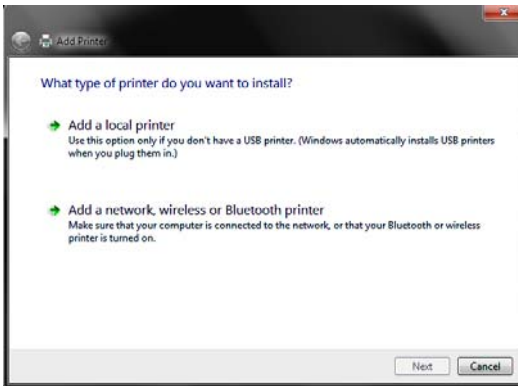 Add Printer
What type of printer do you want to install?
Add a local printer
Use this option only if you don't have a USB printer. (Windows automatically installs USB printers
when you plug them in.)
Add a network, wireless or Bluetooth printer
Make sure that your computer is connected to the network, or that your Bluetooth or wireless
printer is turned on.
Next Cancel